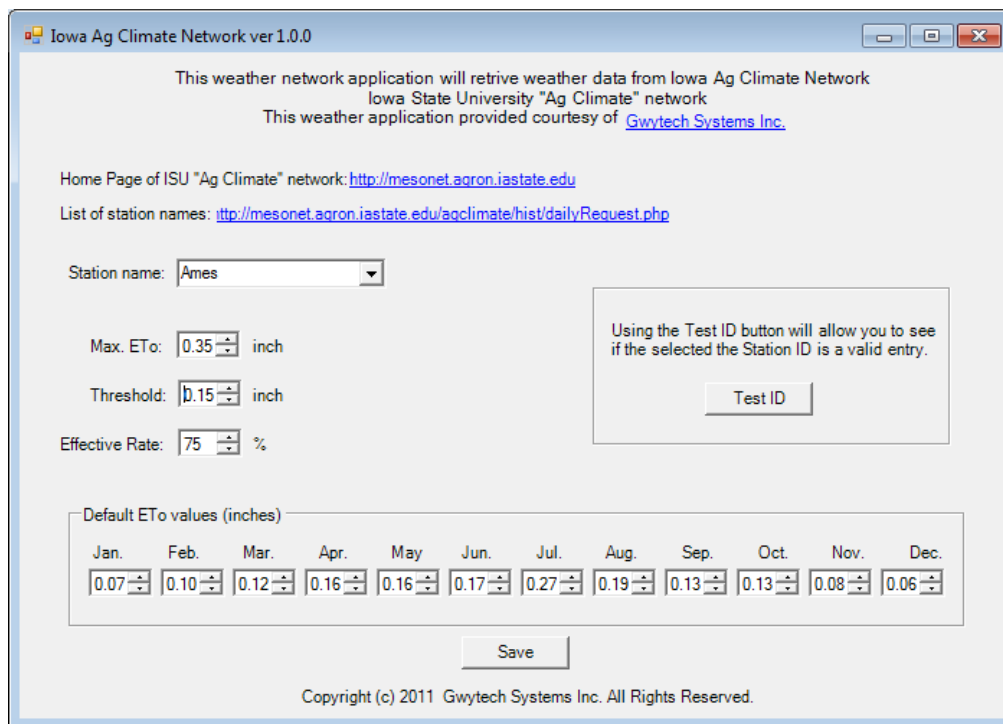 Iowa Ag Climate Network ver 1.0.0
This weather network application will retrive weather data from Iowa Ag Climate Network
Iowa State University "Ag Climate" network
This weather application provided courtesy of Gwytech Systems Inc.
Home Page of ISU "Ag Climate" network: http://mesonet.agron.iastate.edu
List of station names: ttp://mesonet.agron.iastate.edu/agclimate/hist/dailyRequest.php
Station name: Ames
Using the Test ID button will allow you to see
if the selected the Station ID is a valid entry.
Test ID
Max. ETo: 0.35 inch
Threshold: 0.15 inch
Effective Rate: 75 %
Default ETo values (inches)
Jan. Feb. Mar. Apr. May Jun. Jul. Aug. Sep. Oct. Nov. Dec.
0.07 0.10 0.12 0.16 0.16 0.17 0.27 0.19 0.13 0.13 0.08 0.06
Save
Copyright (c) 2011 Gwytech Systems Inc. All Rights Reserved.